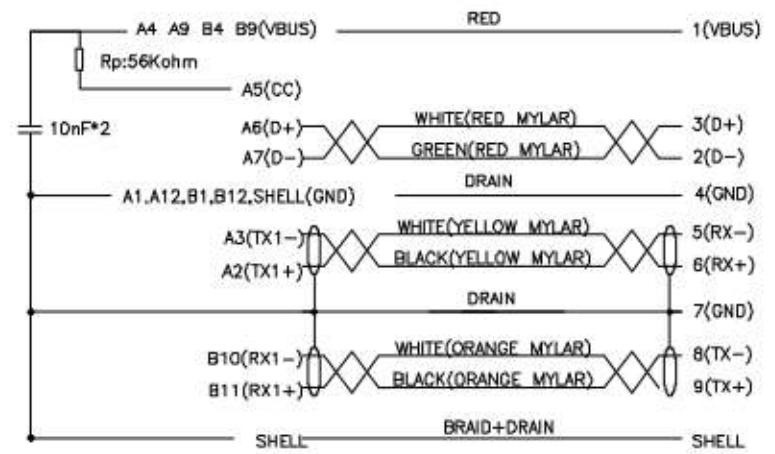 RED
A4 A9 B4 B9(VBUS) 1(VBUS)
Rp:56Kohm
A5(CC)
10nF*2
A6(D+) WHITE(RED MYLAR) 3(D+)
A7(D-) GREEN(RED MYLAR) 2(D-)
DRAIN
A1,A12,B1,B12,SHELL(GND) 4(GND)
A3(TX1-) WHITE(YELLOW MYLAR) 5(RX-)
A2(TX1+) BLACK(YELLOW MYLAR) 6(RX+)
DRAIN
7(GND)
B10(RX1-) WHITE(ORANGE MYLAR) 8(TX-)
B11(RX1+) BLACK(ORANGE MYLAR) 9(TX+)
BRAID+DRAIN
SHELL SHELL